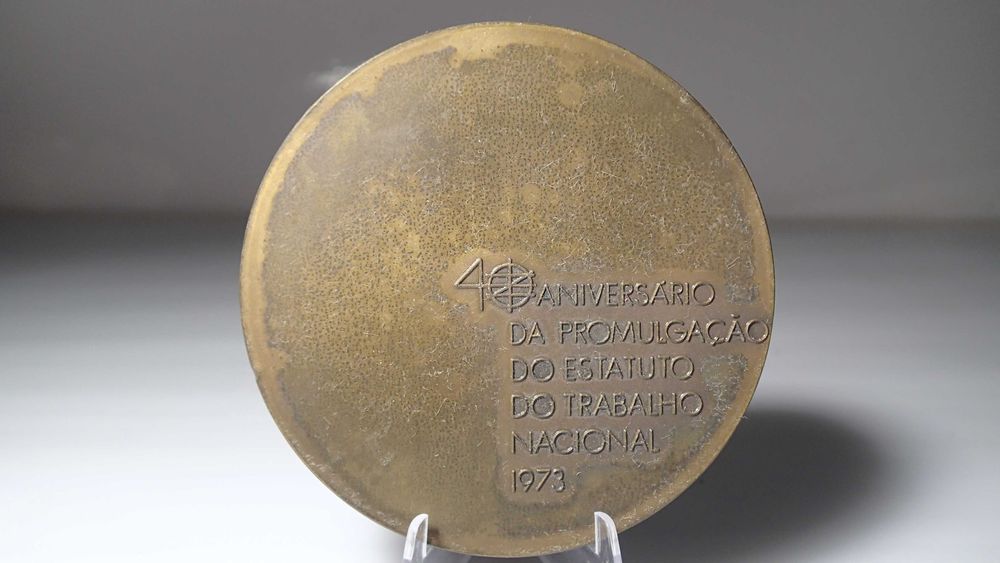 40 ANIVERSÁRIO
DA PROMULGAÇÃO
DO ESTATUTO
DO TRABALHO
NACIONAL
1973